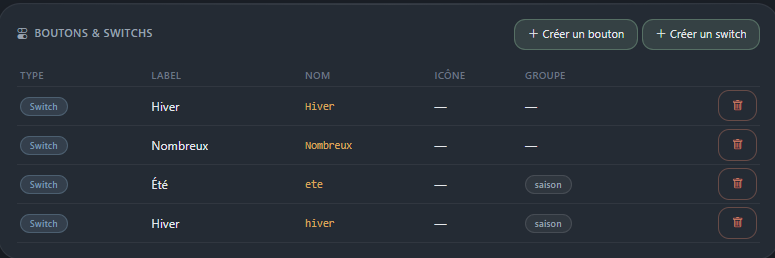 BOUTONS & SWITCHS + Créer un bouton + Créer un switch
TYPE LABEL NOM ICÔNE GROUPE
Switch Hiver Hiver — —
Switch Nombreux Nombreux — —
Switch Été ete — saison
Switch Hiver hiver — saison